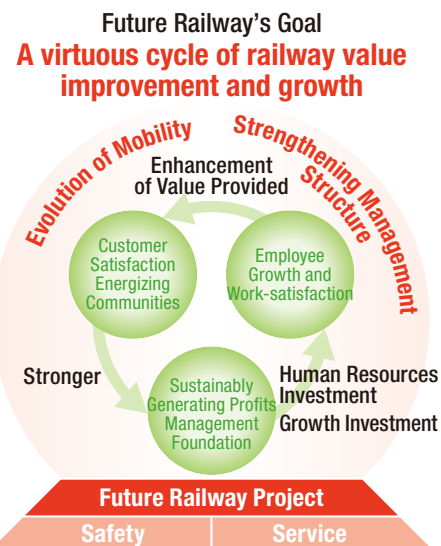 Future Railway's Goal
A virtuous cycle of railway value
improvement and growth
Evolution of Mobility
Strengthening Management
Structure
Enhancement
of Value Provided
Customer
Satisfaction
Energizing
Communities
Employee
Growth and
Work-satisfaction
Stronger
Sustainably
Generating Profits
Management
Foundation
Human Resources
Investment
Growth Investment
Future Railway Project
Safety
Service